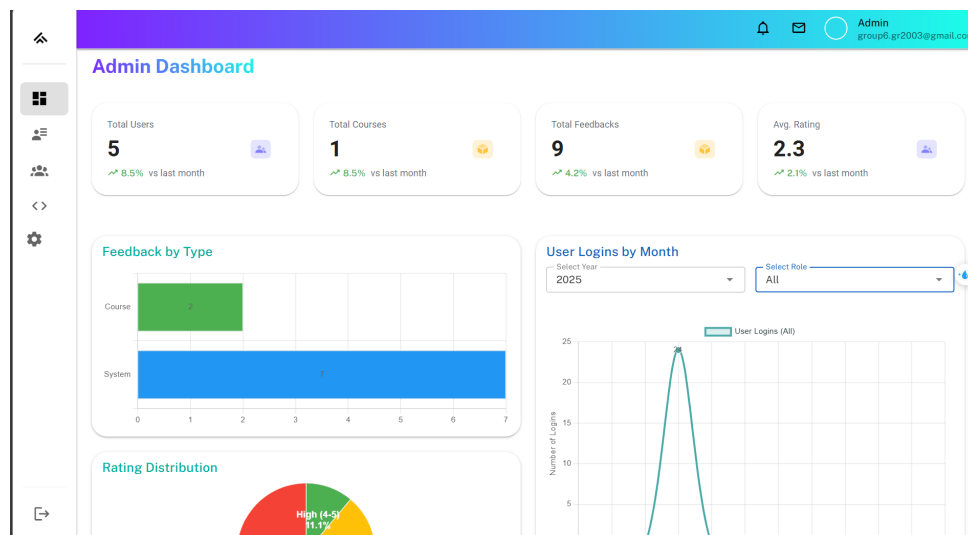 Admin
group6.gr2003@gmail.co
Admin Dashboard
Total Users
5
8.5% vs last month
Total Courses
1
8.5% vs last month
Total Feedbacks
9
4.2% vs last month
Avg. Rating
2.3
2.1% vs last month
Feedback by Type
Course
2
System
7
0 1 2 3 4 5 6 7
User Logins by Month
Select Year
2025
Select Role
All
User Logins (All)
25
24
20
15
10
5
Number of Logins
Rating Distribution
High (4-5)
11.1%